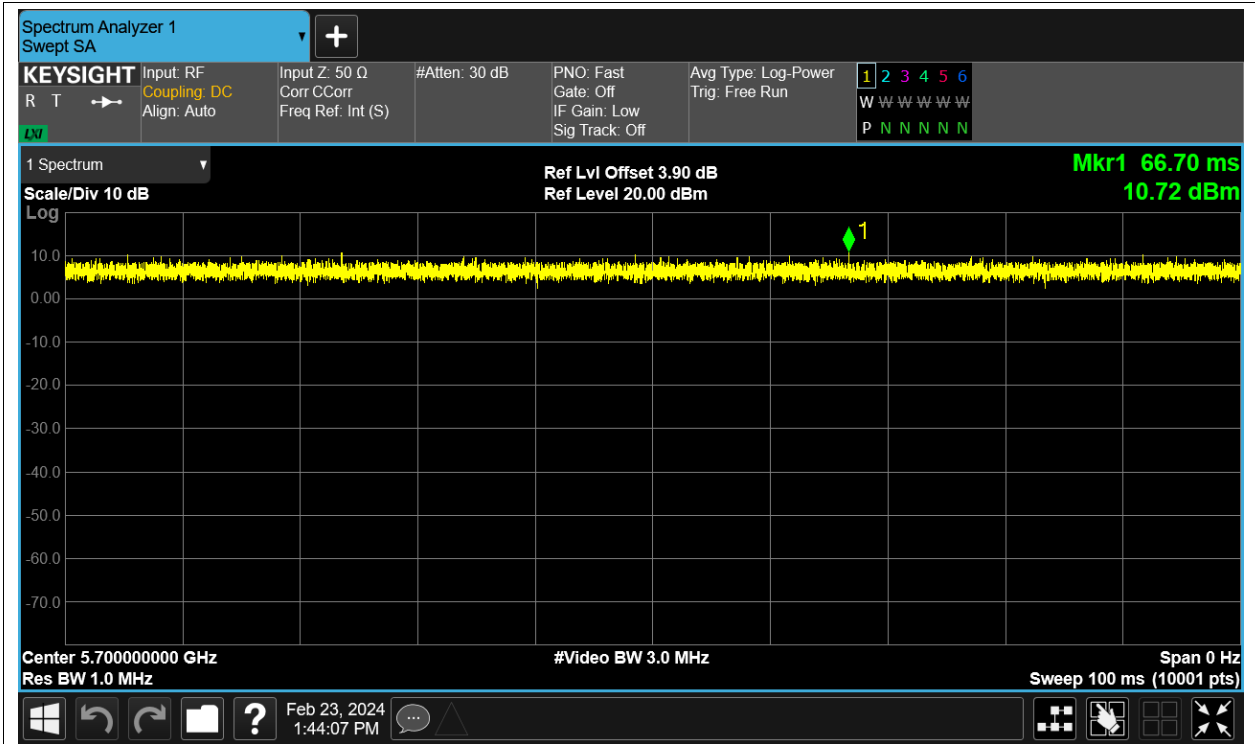 Spectrum Analyzer 1
Swept SA
KEYSIGHT
R T
LXI
Input: RF
Coupling: DC
Align: Auto
Input Z: 50 Ω
Corr CCorr
Freq Ref: Int (S)
#Atten: 30 dB
PNO: Fast
Gate: Off
IF Gain: Low
Sig Track: Off
Avg Type: Log-Power
Trig: Free Run
1 2 3 4 5 6
W W W W W W
P N N N N N
1 Spectrum
Scale/Div 10 dB
Log
Ref Lvl Offset 3.90 dB
Ref Level 20.00 dBm
Mkr1 66.70 ms
10.72 dBm
1
10.0
0.00
-10.0
-20.0
-30.0
-40.0
-50.0
-60.0
-70.0
Center 5.700000000 GHz
Res BW 1.0 MHz
#Video BW 3.0 MHz
Span 0 Hz
Sweep 100 ms (10001 pts)
?
Feb 23, 2024
1:44:07 PM